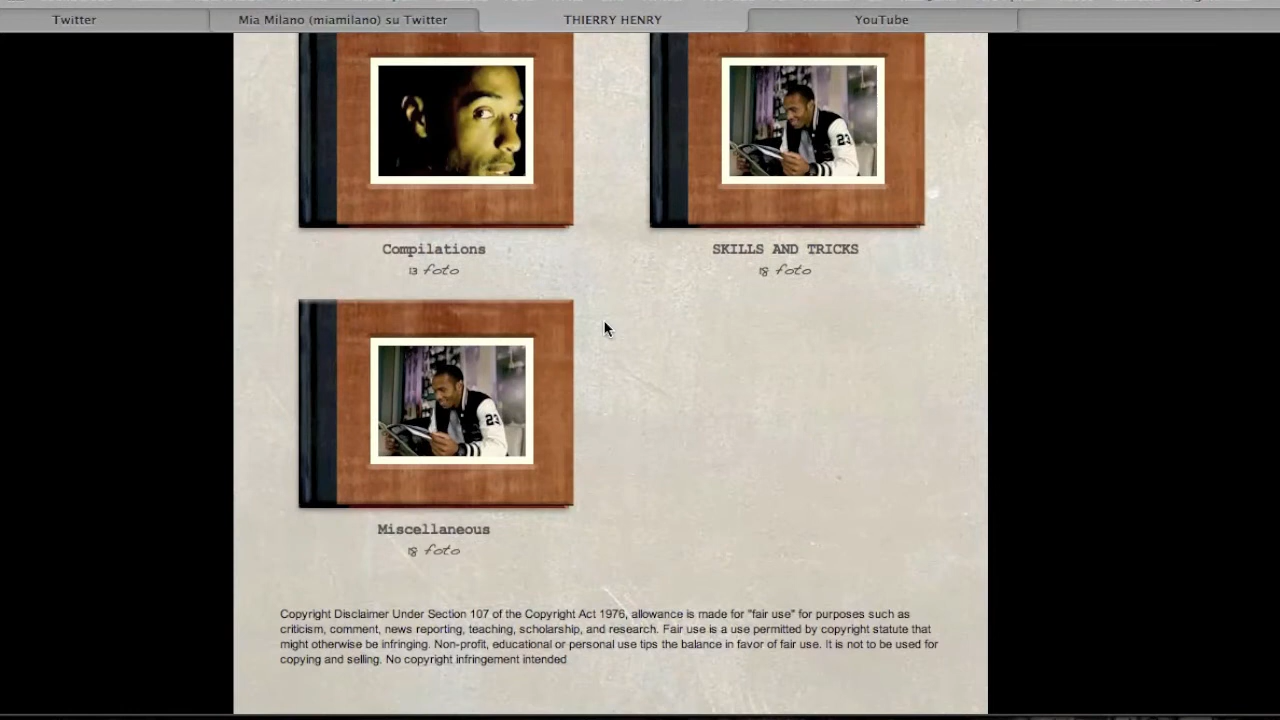 Twitter
Mia Milano (miamilano) su Twitter
THIERRY HENRY
YouTube
23
Compilations
SKILLS AND TRICKS
13 foto
18 foto
23
Miscellaneous
18 foto
Copyright Disclaimer Under Section 107 of the Copyright Act 1976, allowance is made for "fair use" for purposes such as
criticism, comment, news reporting, teaching, scholarship, and research. Fair use is a use permitted by copyright statute that
might otherwise be infringing. Non-profit, educational or personal use tips the balance in favor of fair use. It is not to be used for
copying and selling. No copyright infringement intended